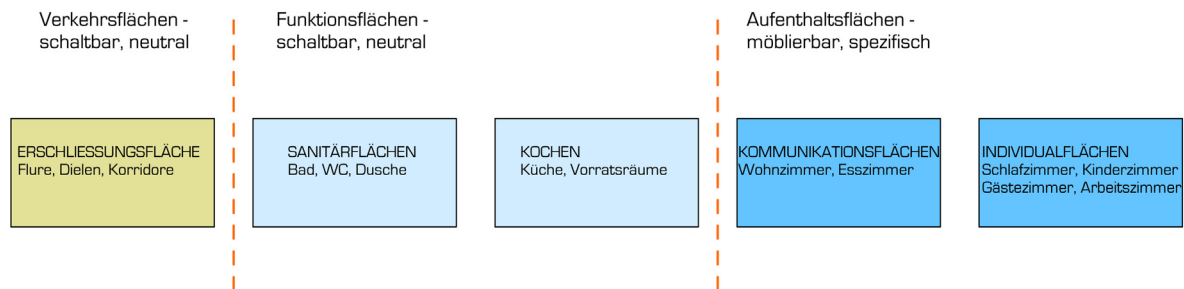 Verkehrsflächen -
schaltbar, neutral
Funktionsflächen -
schaltbar, neutral
Aufenthaltsflächen -
möblierbar, spezifisch
ERSCHLIESSUNGSFLÄCHE
Flure, Dielen, Korridore
SANITÄRFLÄCHEN
Bad, WC, Dusche
KOCHEN
Küche, Vorratsräume
KOMMUNIKATIONSFLÄCHEN
Wohnzimmer, Esszimmer
INDIVIDUALFLÄCHEN
Schlafzimmer, Kinderzimmer
Gästezimmer, Arbeitszimmer